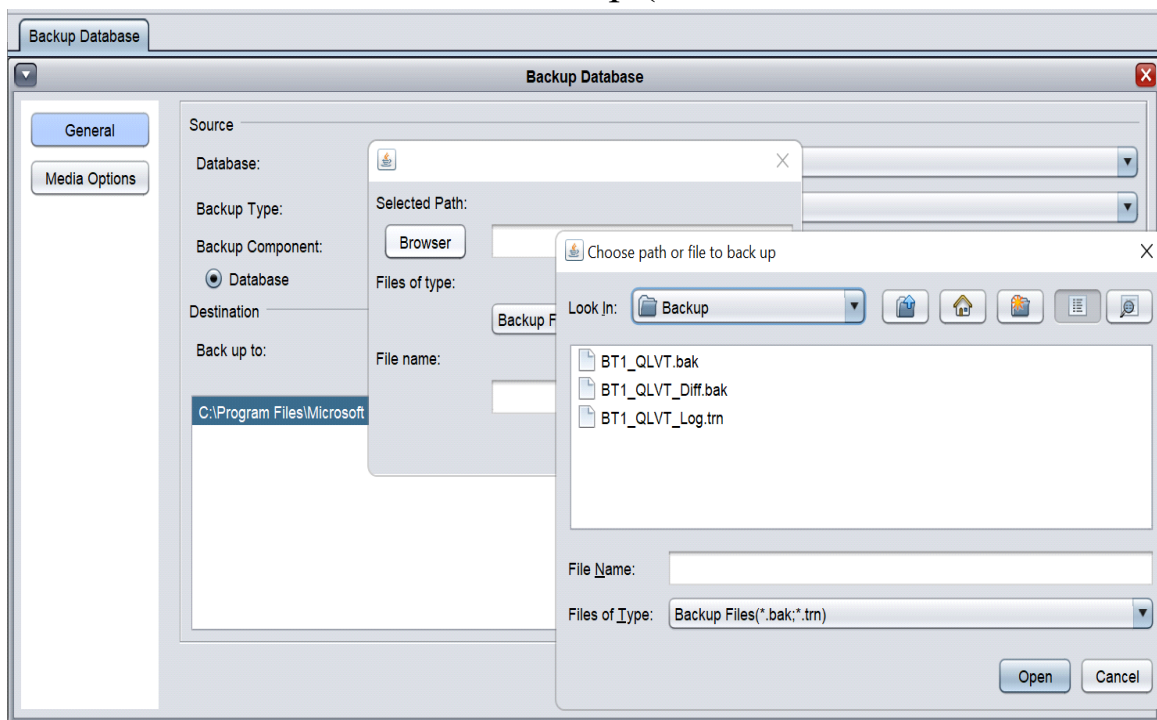 Backup Database
Backup Database
General
Media Options
Source
Database:
Backup Type:
Backup Component:
Database
Destination
Back up to:
C:\Program Files\Microsoft
Selected Path:
Browser
Files of type:
Backup F
File name:
Choose path or file to back up
Look In:
Backup
BT1_QLVT.bak
BT1_QLVT_Diff.bak
BT1_QLVT_Log.trn
File Name:
Files of Type:
Backup Files(*.bak;*.trn)
Open
Cancel